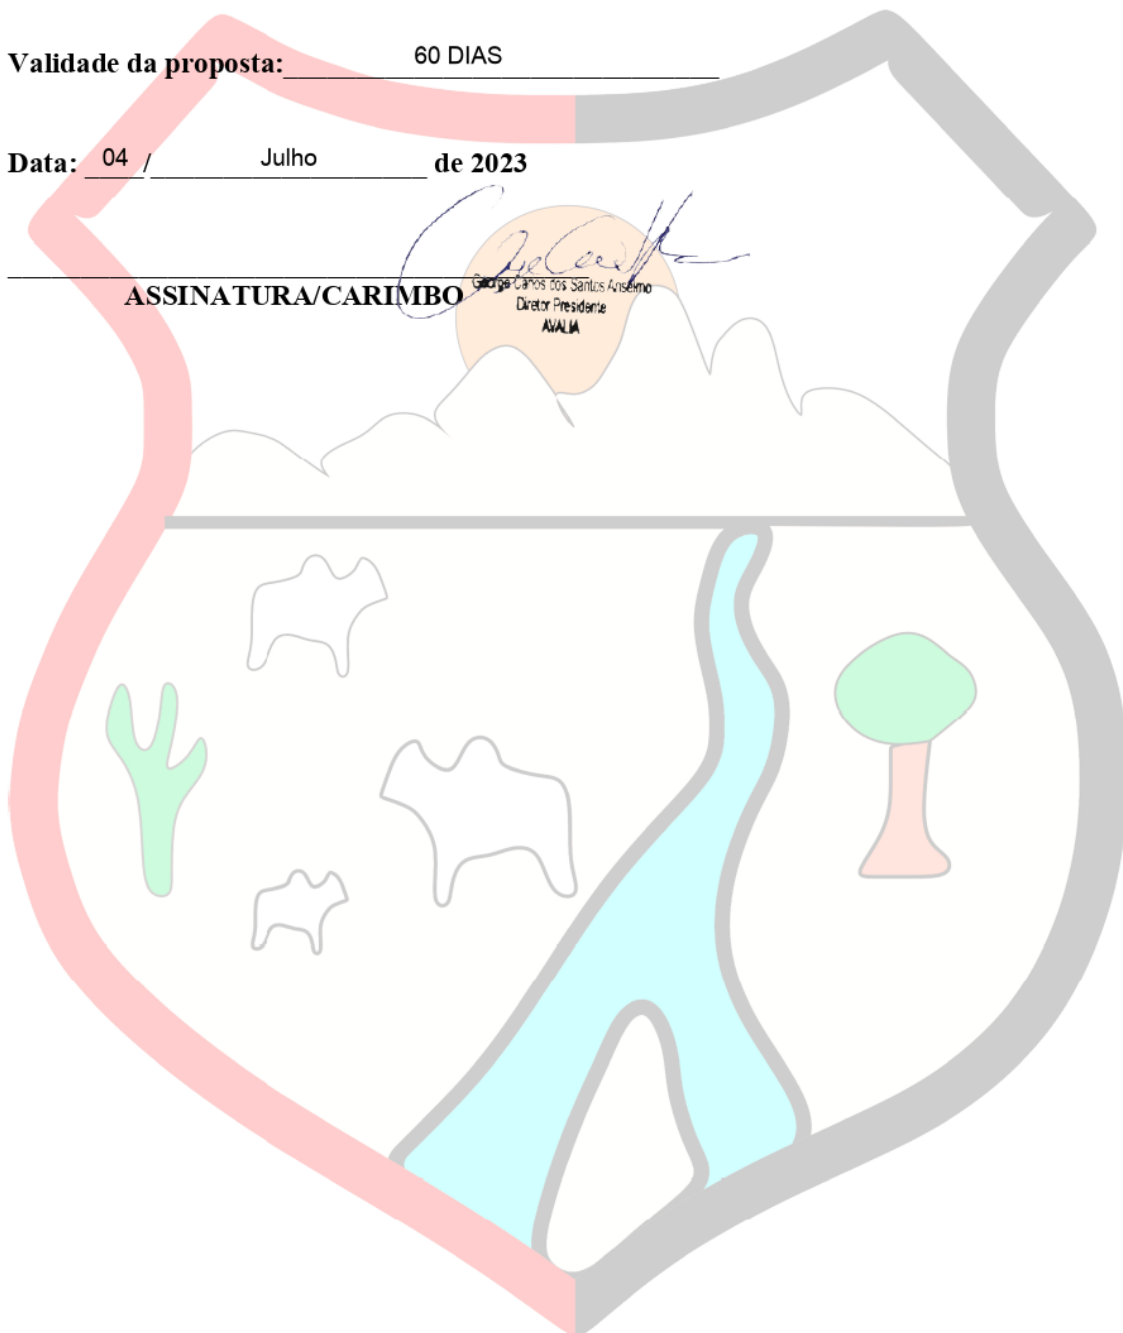 Validade da proposta: 60 DIAS
Data: 04 / Julho de 2023
ASSINATURA/CARIMBO
George Carlos dos Santos Anselmo
Diretor Presidente
AVALIA